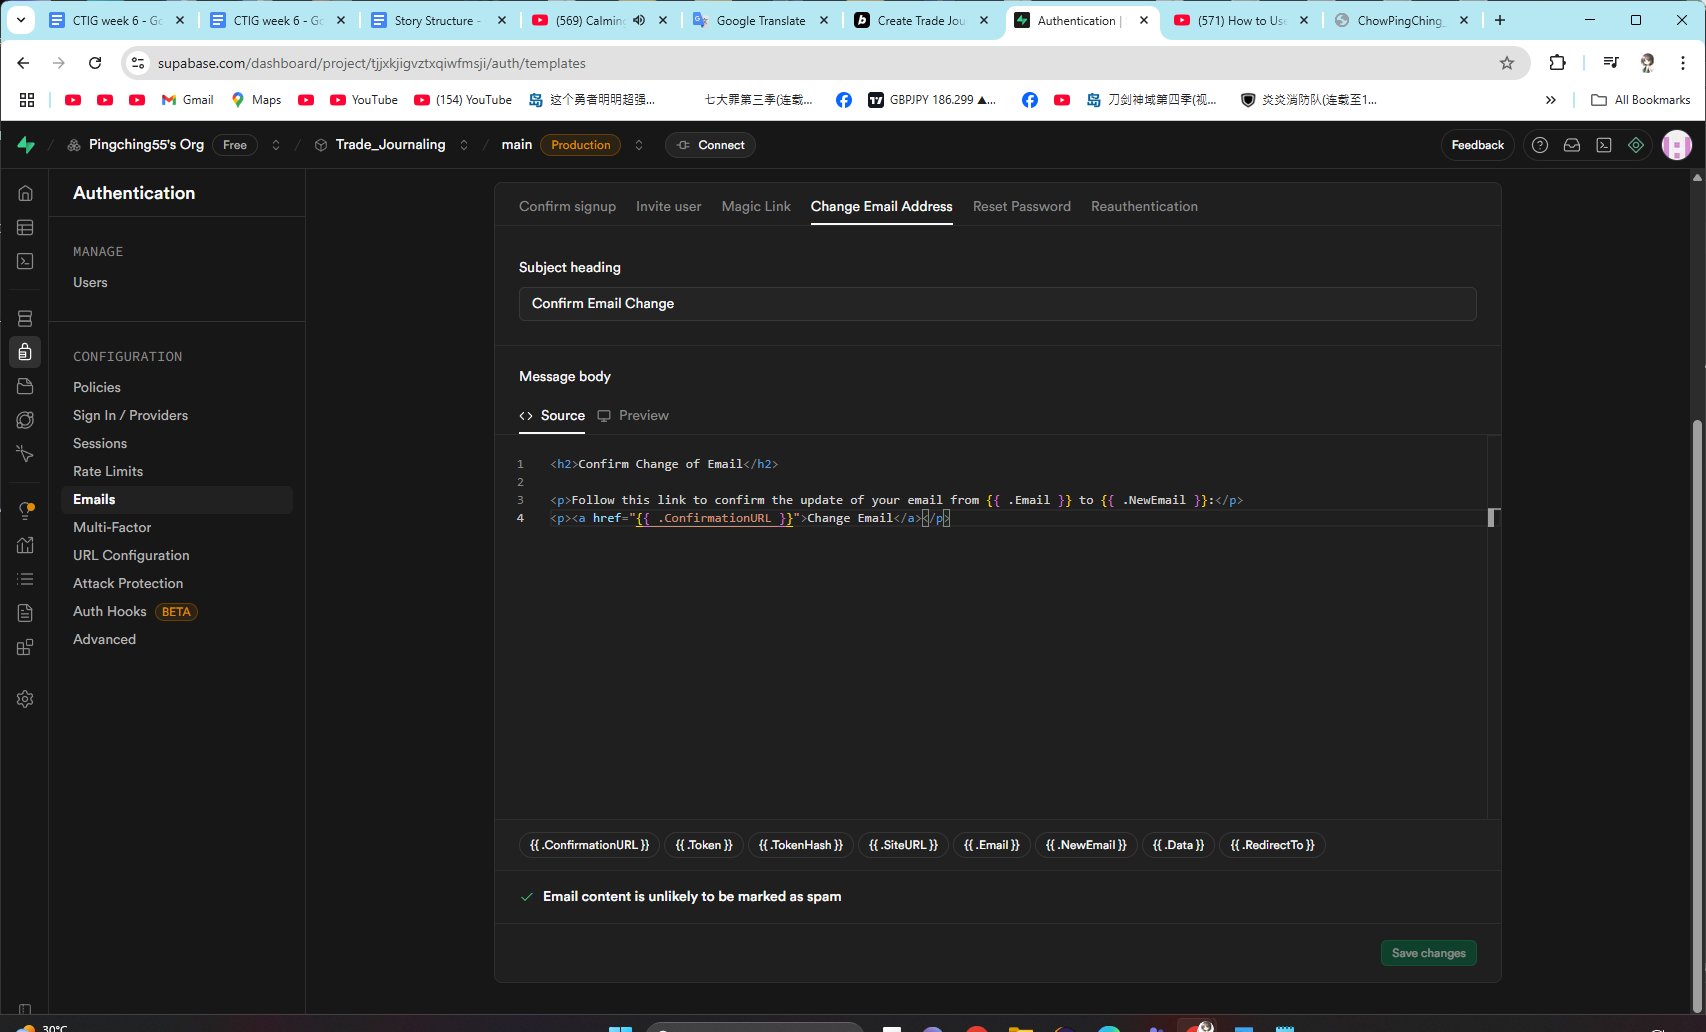 CTIG week 6 - Go
CTIG week 6 - Go
Story Structure -
(569) Calming
Google Translate
Create Trade Jou
Authentication |
(571) How to Use
ChowPingChing_
supabase.com/dashboard/project/tjjxkjigvztxqiwfmsji/auth/templates
Gmail
Maps
YouTube
(154) YouTube
这个勇者明明超强...
七大罪第三季(连载...
GBPJPY 186.299 ▲...
刀剑神域第四季(视...
炎炎消防队(连载至1...
All Bookmarks
Pingching55's Org
Free
Trade_Journaling
main
Production
Connect
Feedback
Authentication
MANAGE
Users
CONFIGURATION
Policies
Sign In / Providers
Sessions
Rate Limits
Emails
Multi-Factor
URL Configuration
Attack Protection
Auth Hooks BETA
Advanced
Confirm signup
Invite user
Magic Link
Change Email Address
Reset Password
Reauthentication
Subject heading
Confirm Email Change
Message body
<> Source
Preview
1 <h2>Confirm Change of Email</h2>
2
3 <p>Follow this link to confirm the update of your email from {{ .Email }} to {{ .NewEmail }}:</p>
4 <p><a href="{{ .ConfirmationURL }}">Change Email</a></p>
{{ .ConfirmationURL }}
{{ .Token }}
{{ .TokenHash }}
{{ .SiteURL }}
{{ .Email }}
{{ .NewEmail }}
{{ .Data }}
{{ .RedirectTo }}
Email content is unlikely to be marked as spam
Save changes
30°C